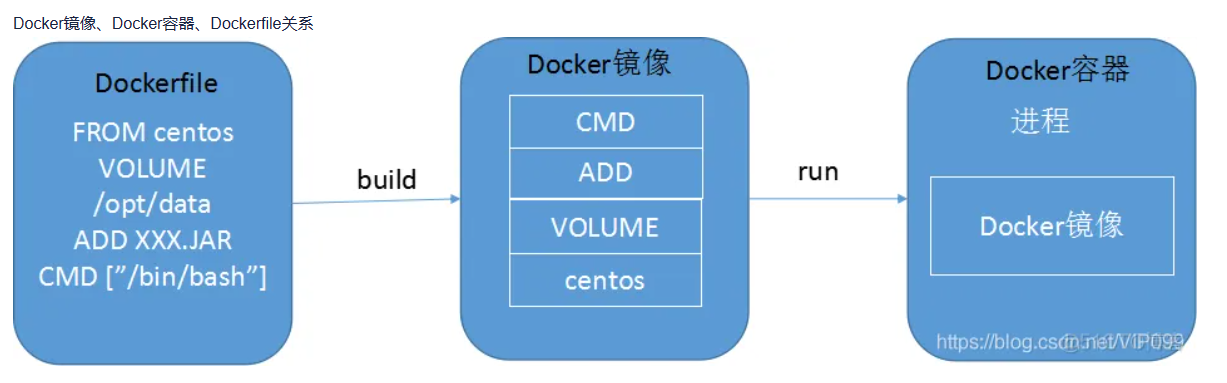 Docker镜像、Docker容器、Dockerfile关系
Dockerfile
FROM centos
VOLUME
/opt/data
ADD XXX.JAR
CMD [”/bin/bash”]
build
Docker镜像
CMD
ADD
VOLUME
centos
run
Docker容器
进程
Docker镜像
https://blog.csdn.net/VIP099